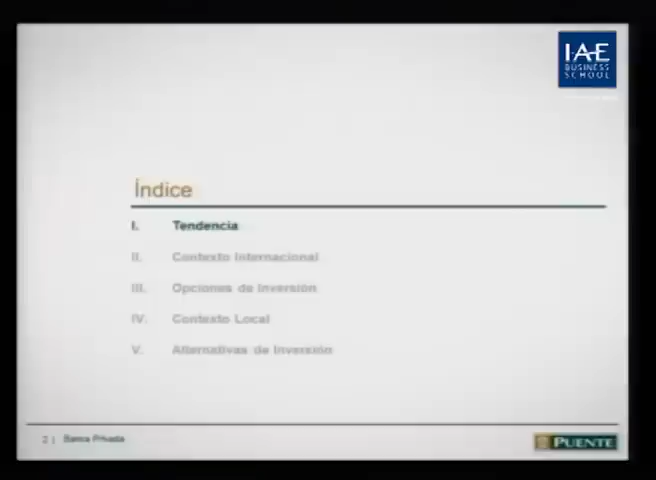 IAE
BUSINESS
SCHOOL
Índice
I. Tendencia
II. Contexto Internacional
III. Opciones de Inversión
IV. Contexto Local
V. Alternativas de Inversión
2 | Banca Privada
PUENTE